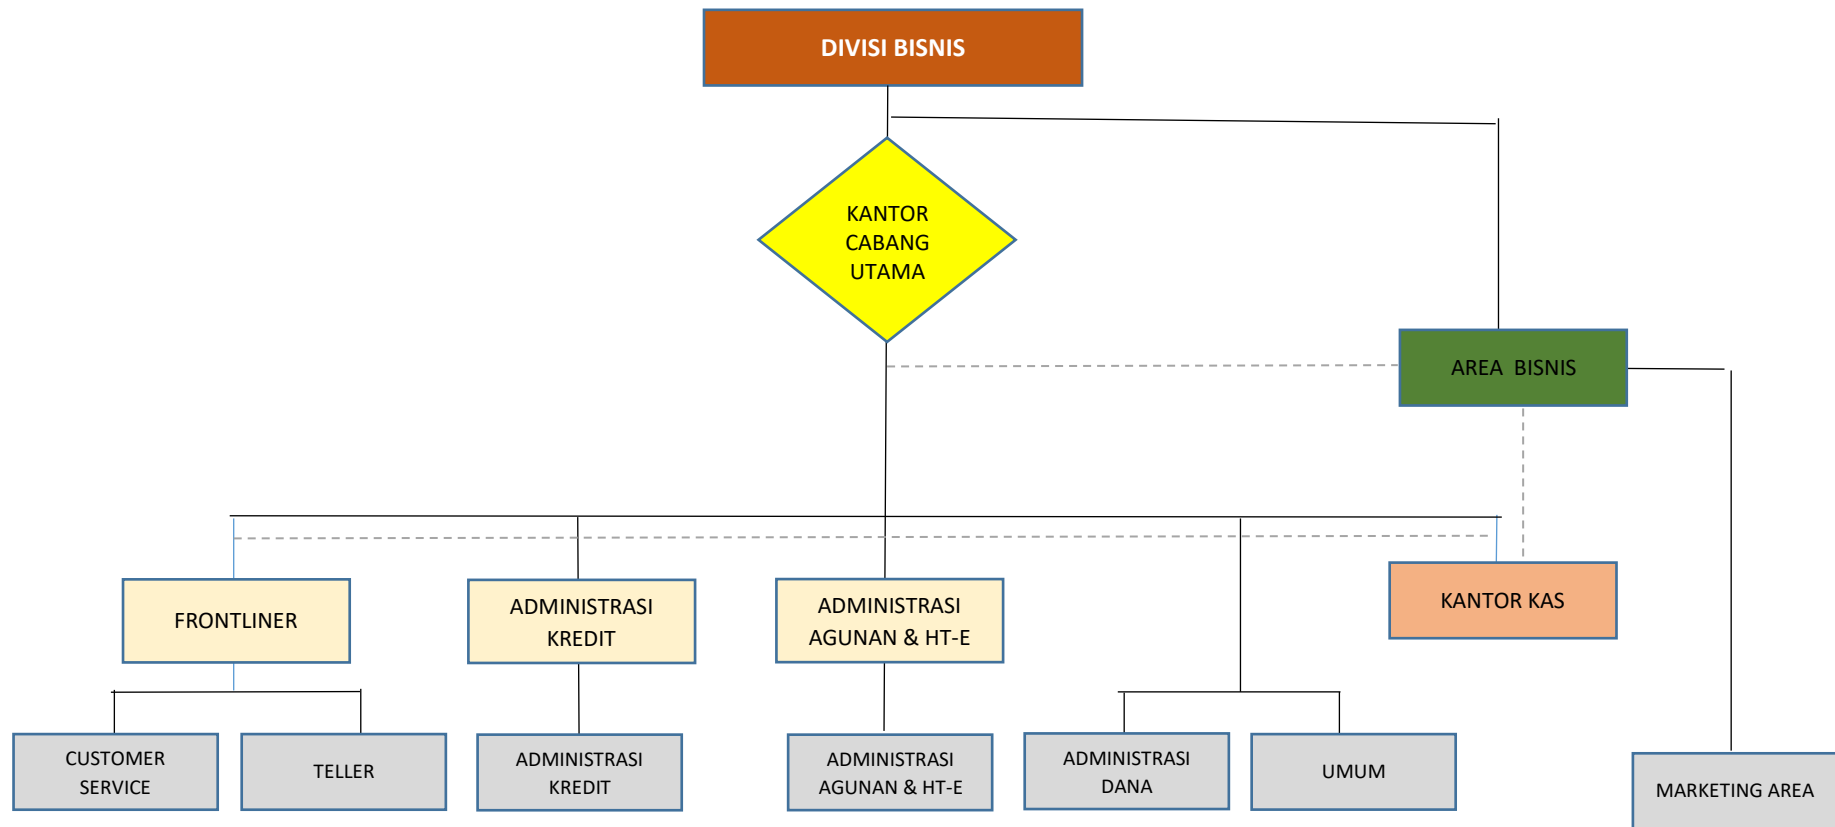 DIVISI BISNIS
KANTOR
CABANG
UTAMA
AREA BISNIS
FRONTLINER
ADMINISTRASI
KREDIT
ADMINISTRASI
AGUNAN & HT-E
KANTOR KAS
CUSTOMER
SERVICE
TELLER
ADMINISTRASI
KREDIT
ADMINISTRASI
AGUNAN & HT-E
ADMINISTRASI
DANA
UMUM
MARKETING AREA